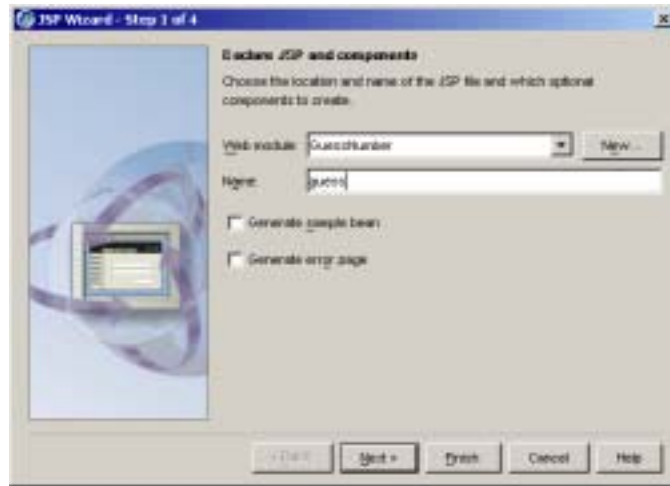 JSP Wizard - Step 1 of 4
Declare JSP and components
Choose the location and name of the JSP file and which optional
components to create.
Web module: GuessNumber New...
Name: guess
Generate sample bean
Generate error page
< Back Next > Finish Cancel Help